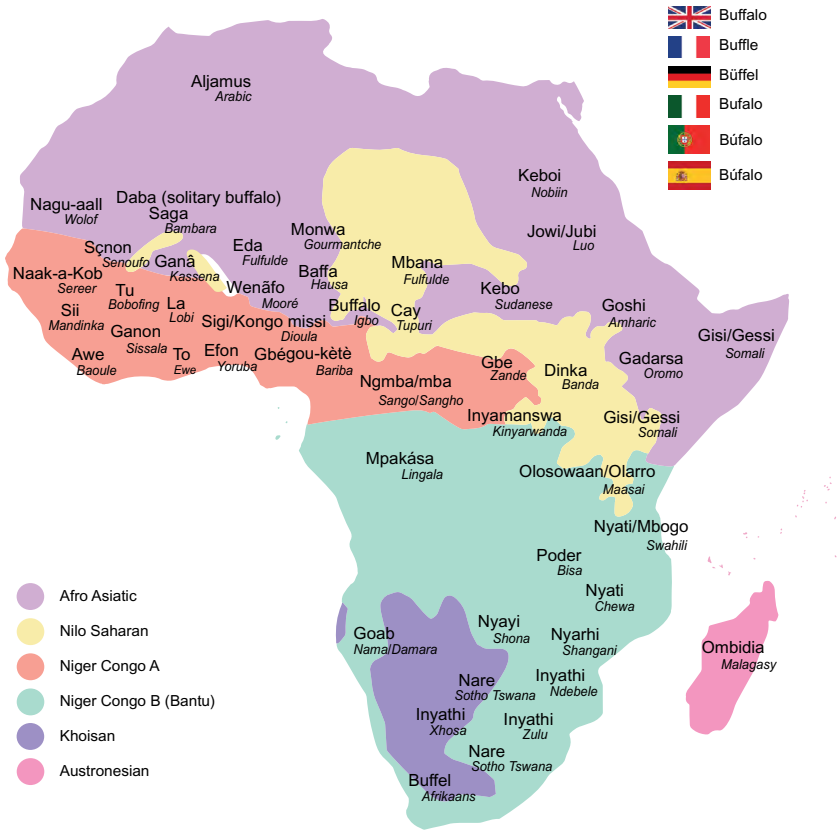 Buffalo
Buffle
Büffel
Bufalo
Búfalo
Búfalo
Aljamus
Arabic
Keboi
Nobiin
Nagu-aall
Wolof
Daba (solitary buffalo)
Saga
Bambara
Jowi/Jubi
Luo
Monwa
Gourmantche
Sçnon
Senoufo
Eda
Fulfulde
Ganâ
Kassena
Mbana
Fulfulde
Baffa
Hausa
Naak-a-Kob
Sereer
Tu
Bobofing
Wenãfo
Mooré
Kebo
Sudanese
La
Lobi
Buffalo
Igbo
Cay
Tupuri
Goshi
Amharic
Sii
Mandinka
Sigi/Kongo missi
Dioula
Ganon
Sissala
Gisi/Gessi
Somali
Awe
Baoule
To
Ewe
Efon
Yoruba
Gbégou-kètè
Bariba
Gbe
Zande
Dinka
Banda
Gadarsa
Oromo
Ngmba/mba
Sango/Sangho
Inyamanswa
Kinyarwanda
Gisi/Gessi
Somali
Mpakása
Lingala
Olosowaan/Olarro
Maasai
Nyati/Mbogo
Swahili
Poder
Bisa
Nyati
Chewa
Goab
Nama/Damara
Nyayi
Shona
Nyarhi
Shangani
Ombidia
Malagasy
Nare
Sotho Tswana
Inyathi
Ndebele
Inyathi
Xhosa
Inyathi
Zulu
Nare
Sotho Tswana
Buffel
Afrikaans
Afro Asiatic
Nilo Saharan
Niger Congo A
Niger Congo B (Bantu)
Khoisan
Austronesian